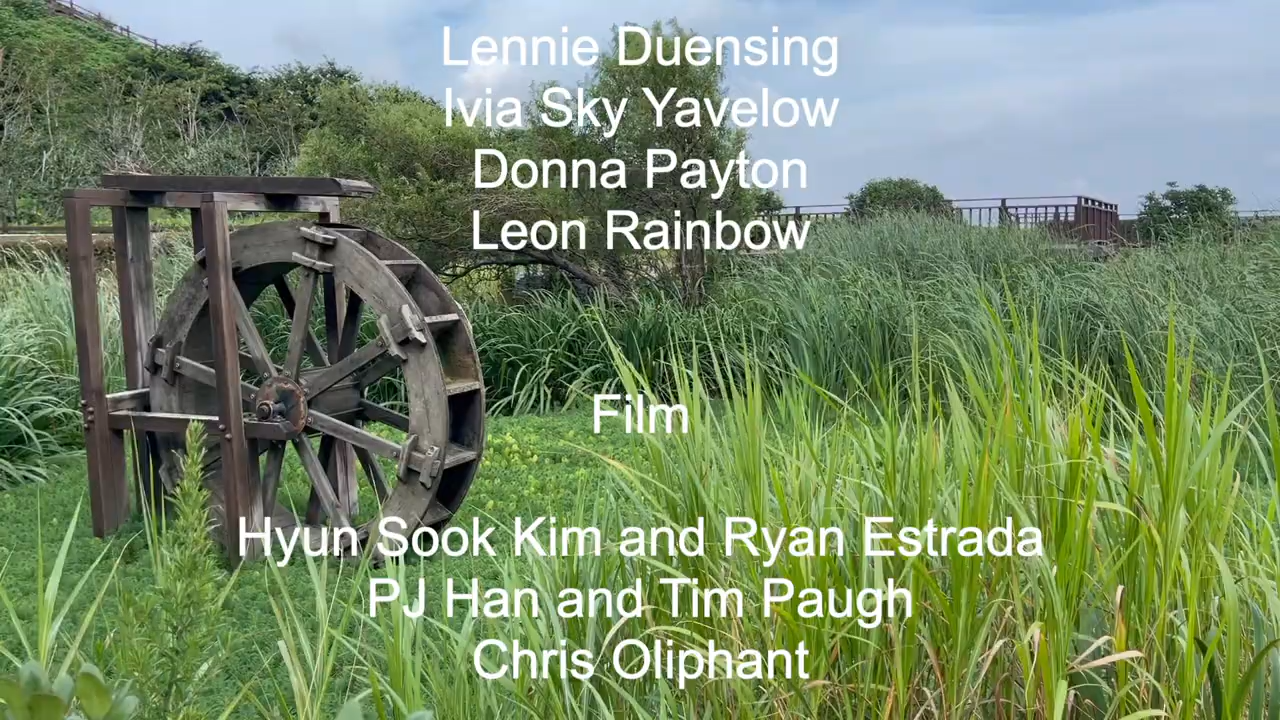 Lennie Duensing
Ivia Sky Yavelow
Donna Payton
Leon Rainbow
Film
Hyun Sook Kim and Ryan Estrada
PJ Han and Tim Paugh
Chris Oliphant